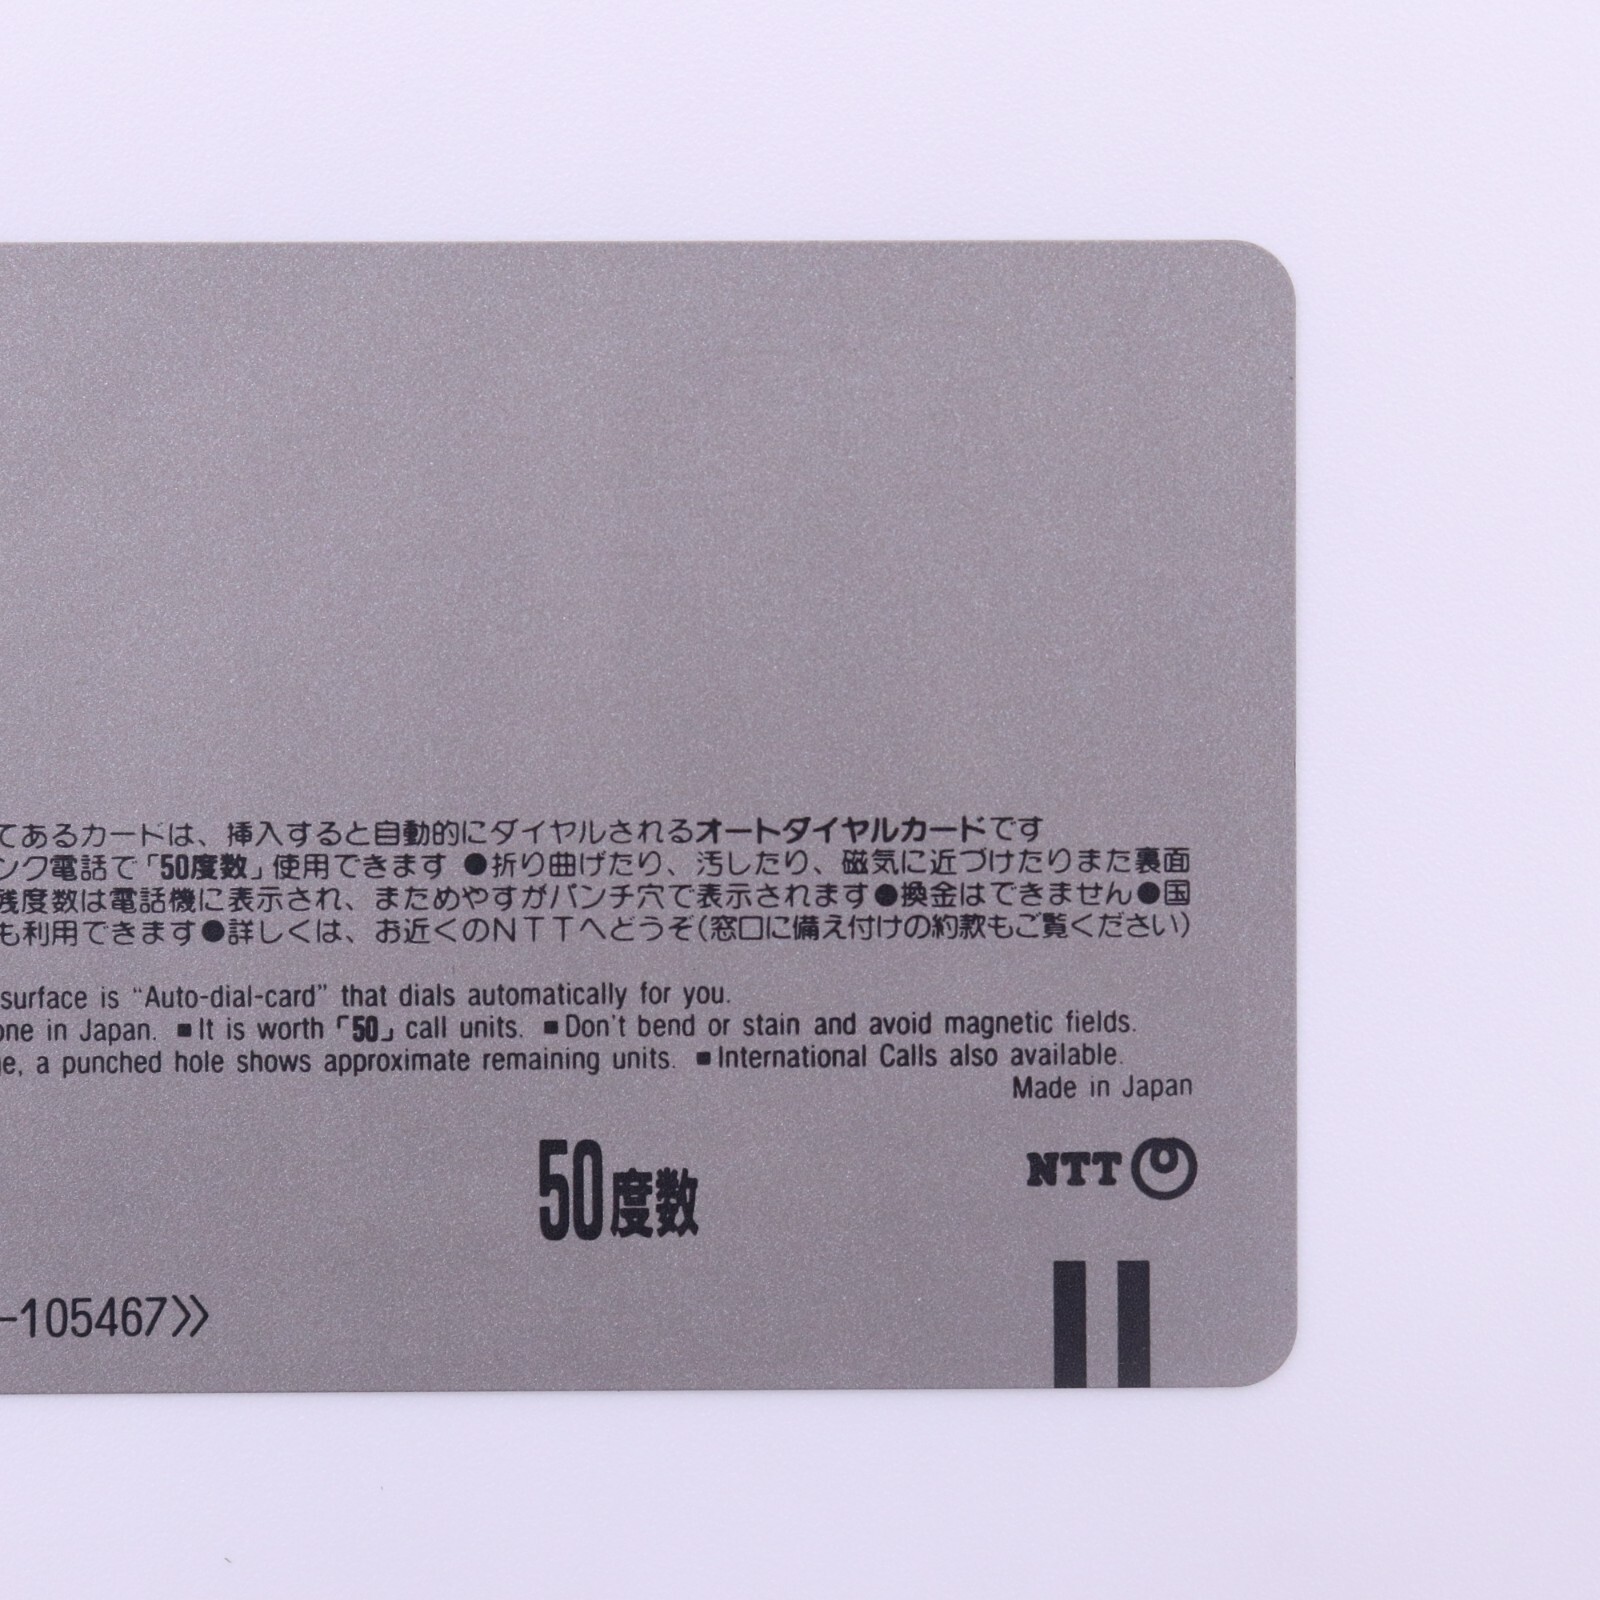 てあるカードは、挿入すると自動的にダイヤルされるオートダイヤルカードです
ンク電話で「50度数」使用できます ●折り曲げたり、汚したり、磁気に近づけたりまた裏面
残度数は電話機に表示され、まためやすがパンチ穴で表示されます●換金はできません●国
も利用できます●詳しくは、お近くのNTTへどうぞ(窓口に備え付けの約款もご覧ください)
surface is “Auto-dial-card” that dials automatically for you.
one in Japan. ■It is worth「50」call units. ■Don't bend or stain and avoid magnetic fields.
e, a punched hole shows approximate remaining units. ■International Calls also available.
Made in Japan
50度数
NTT
-105467》